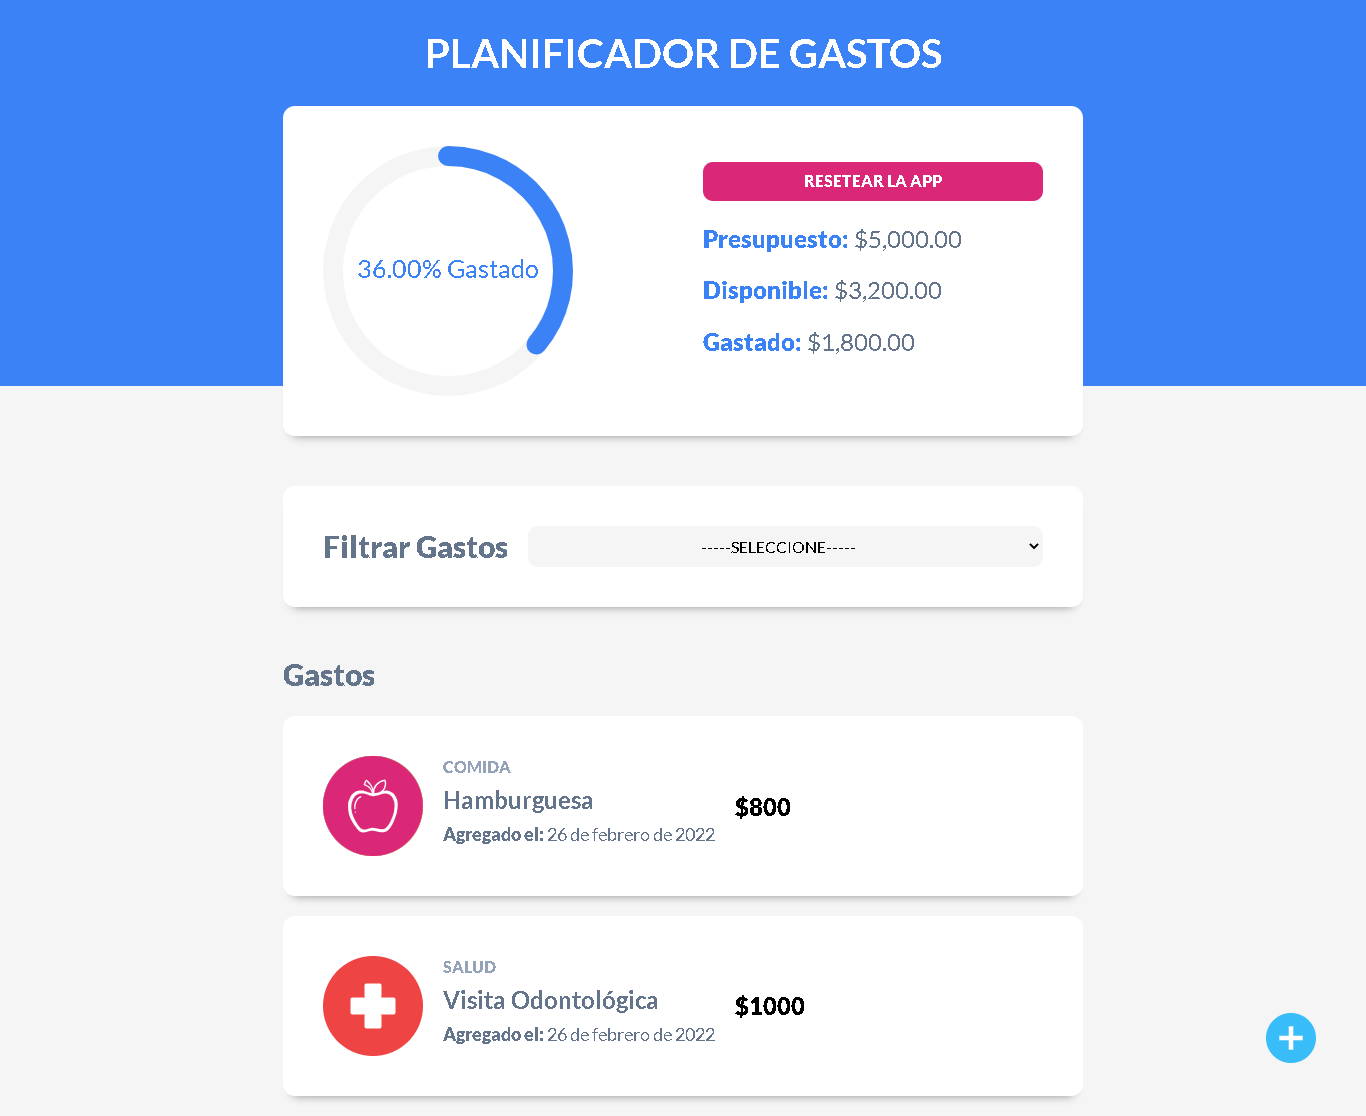 PLANIFICADOR DE GASTOS
36.00% Gastado
RESETEAR LA APP
Presupuesto: $5,000.00
Disponible: $3,200.00
Gastado: $1,800.00
Filtrar Gastos
-----SELECCIONE-----
Gastos
COMIDA
Hamburguesa
Agregado el: 26 de febrero de 2022
$800
SALUD
Visita Odontológica
Agregado el: 26 de febrero de 2022
$1000